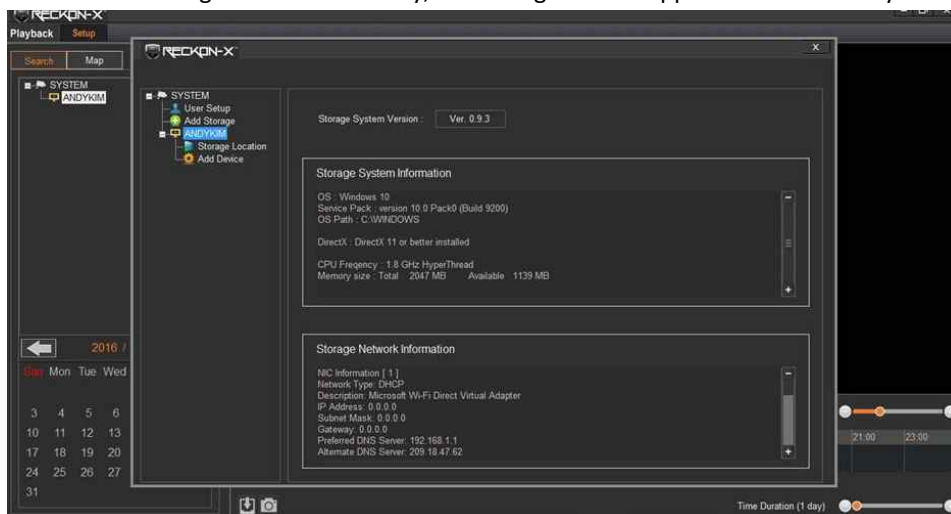 RECKON-X
Playback Setup
Search Map
SYSTEM
ANDYKIM
2016 /
Sun Mon Tue Wed
3 4 5 6
10 11 12 13
17 18 19 20
24 25 26 27
31
RECKON-X
X
SYSTEM
User Setup
Add Storage
ANDYKIM
Storage Location
Add Device
Storage System Version : Ver. 0.9.3
Storage System Information
OS : Windows 10
Service Pack : version 10.0 Pack0 (Build 9200)
OS Path : C:\WINDOWS
DirectX : DirectX 11 or better installed
CPU Freqency : 1.8 GHz HyperThread
Memory size : Total 2047 MB Available 1139 MB
Storage Network Information
NIC Information [ 1 ]
Network Type: DHCP
Description: Microsoft Wi-Fi Direct Virtual Adapter
IP Address: 0.0.0.0
Subnet Mask: 0.0.0.0
Gateway: 0.0.0.0
Preferred DNS Server: 192.168.1.1
Alternate DNS Server: 209.18.47.62
21:00 23:00
Time Duration (1 day)